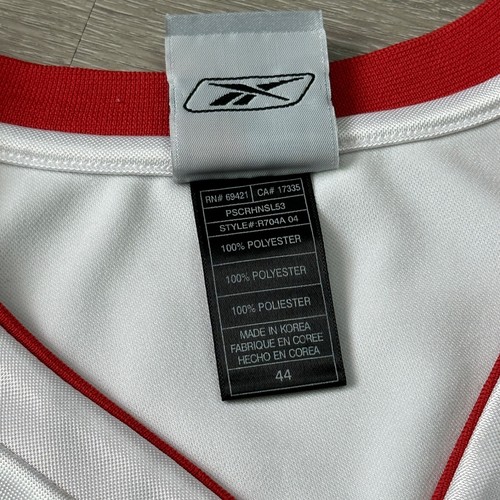 RN# 69421 CA# 17335
PSCRHNSL53
STYLE#:R704A 04
100% POLYESTER
100% POLYESTER
100% POLIESTER
MADE IN KOREA
FABRIQUE EN COREE
HECHO EN COREA
44